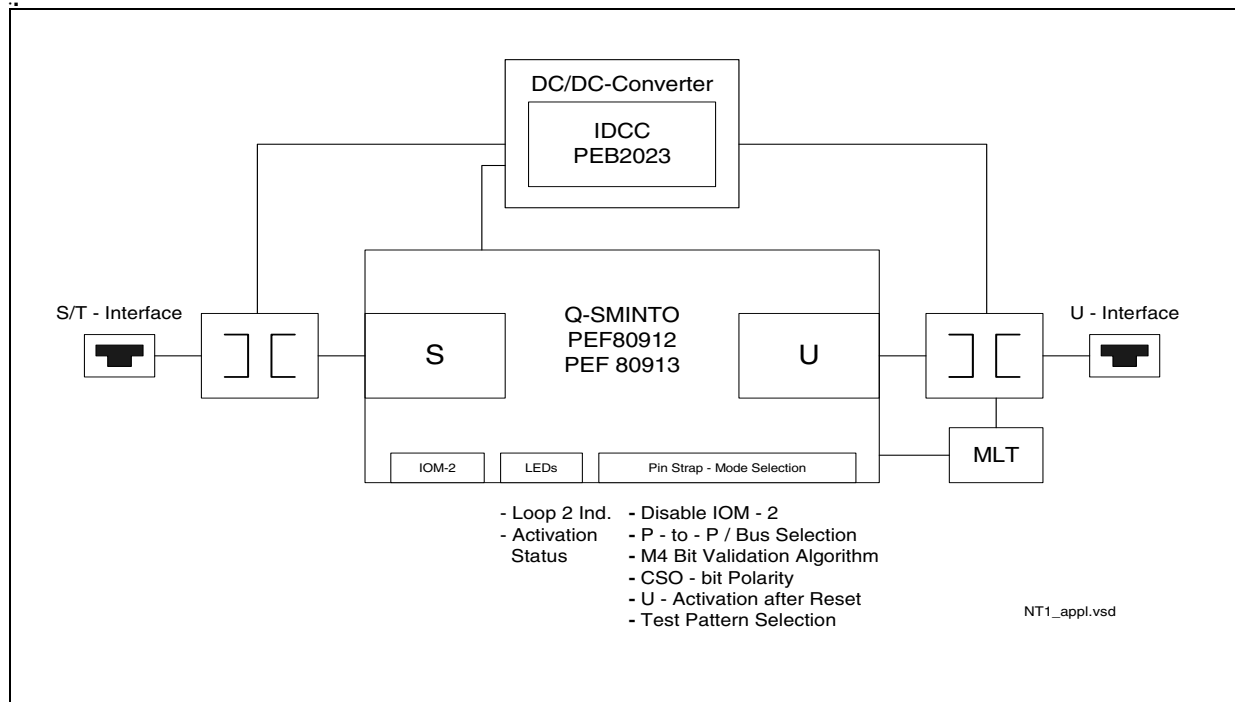 DC/DC-Converter
IDCC
PEB2023
S/T - Interface
Q-SMINTO
PEF80912
PEF 80913
U - Interface
S
U
MLT
IOM-2
LEDs
Pin Strap - Mode Selection
- Loop 2 Ind.
- Activation
Status
- Disable IOM - 2
- P - to - P / Bus Selection
- M4 Bit Validation Algorithm
- CSO - bit Polarity
- U - Activation after Reset
- Test Pattern Selection
NT1_appl.vsd